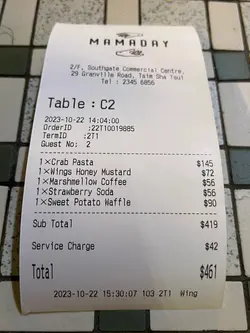 MAMADAY
2/F, Southgate Commercial Centre,
29 Granville Road, Tsim Sha Tsui
Tel : 2345 6856
Table : C2
2023-10-22 14:04:00
OrderID :22T10019885
TermID :2T1
Guest No: 2
1×Crab Pasta $145
1×Wings Honey Mustard $72
1×Marshmellow Coffee $56
1×Strawberry Soda $56
1×Sweet Potato Waffle $90
Sub Total $419
Service Charge $42
Total $461
2023-10-22 15:30:07 103 2T1 Wing